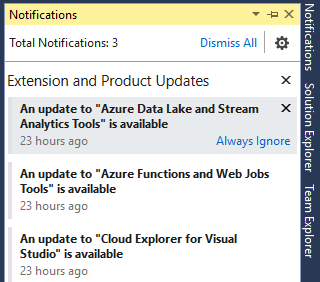 Notifications
Total Notifications: 3
Dismiss All
Extension and Product Updates
An update to "Azure Data Lake and Stream
Analytics Tools" is available
23 hours ago
Always Ignore
An update to "Azure Functions and Web Jobs
Tools" is available
23 hours ago
An update to "Cloud Explorer for Visual
Studio" is available
23 hours ago
Notifications
Solution Explorer
Team Explorer